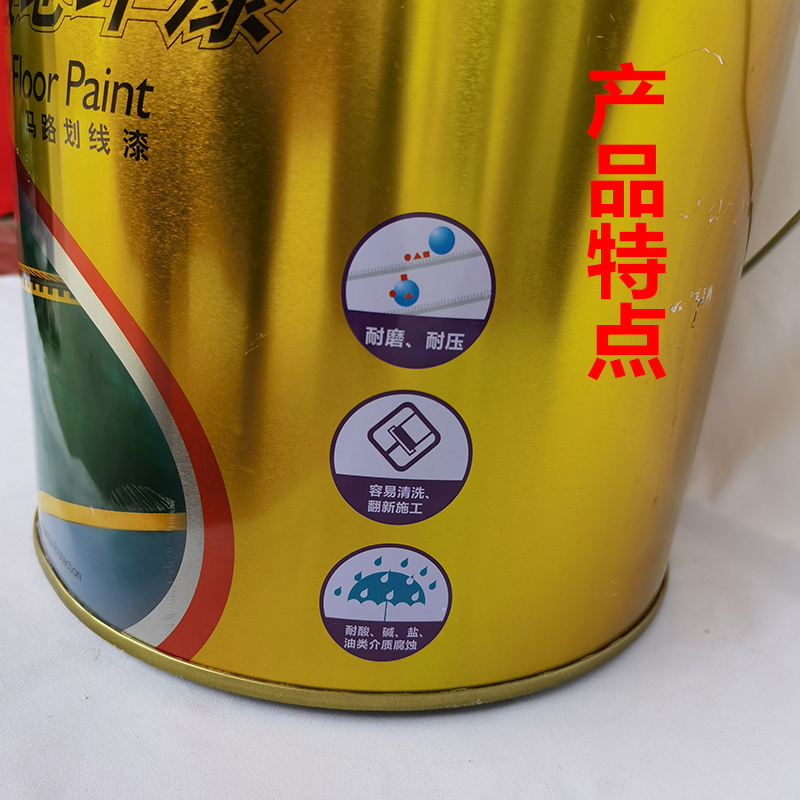 Floor Paint
马路划线漆
产品特点
耐磨、耐压
容易清洗、
翻新施工
耐酸、碱、盐、
油类介质腐蚀